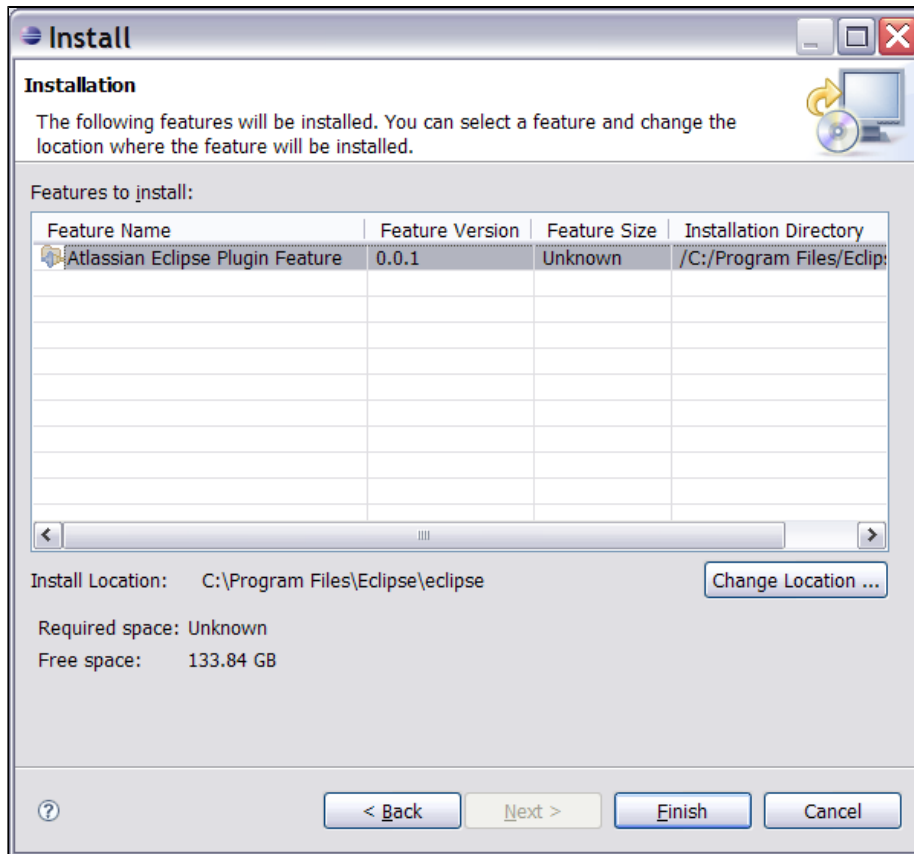 Install
Installation
The following features will be installed. You can select a feature and change the
location where the feature will be installed.
Features to install:
Feature Name Feature Version Feature Size Installation Directory
Atlassian Eclipse Plugin Feature 0.0.1 Unknown /C:/Program Files/Eclip
Install Location: C:\Program Files\Eclipse\eclipse
Change Location ...
Required space: Unknown
Free space: 133.84 GB
? < Back Next > Finish Cancel